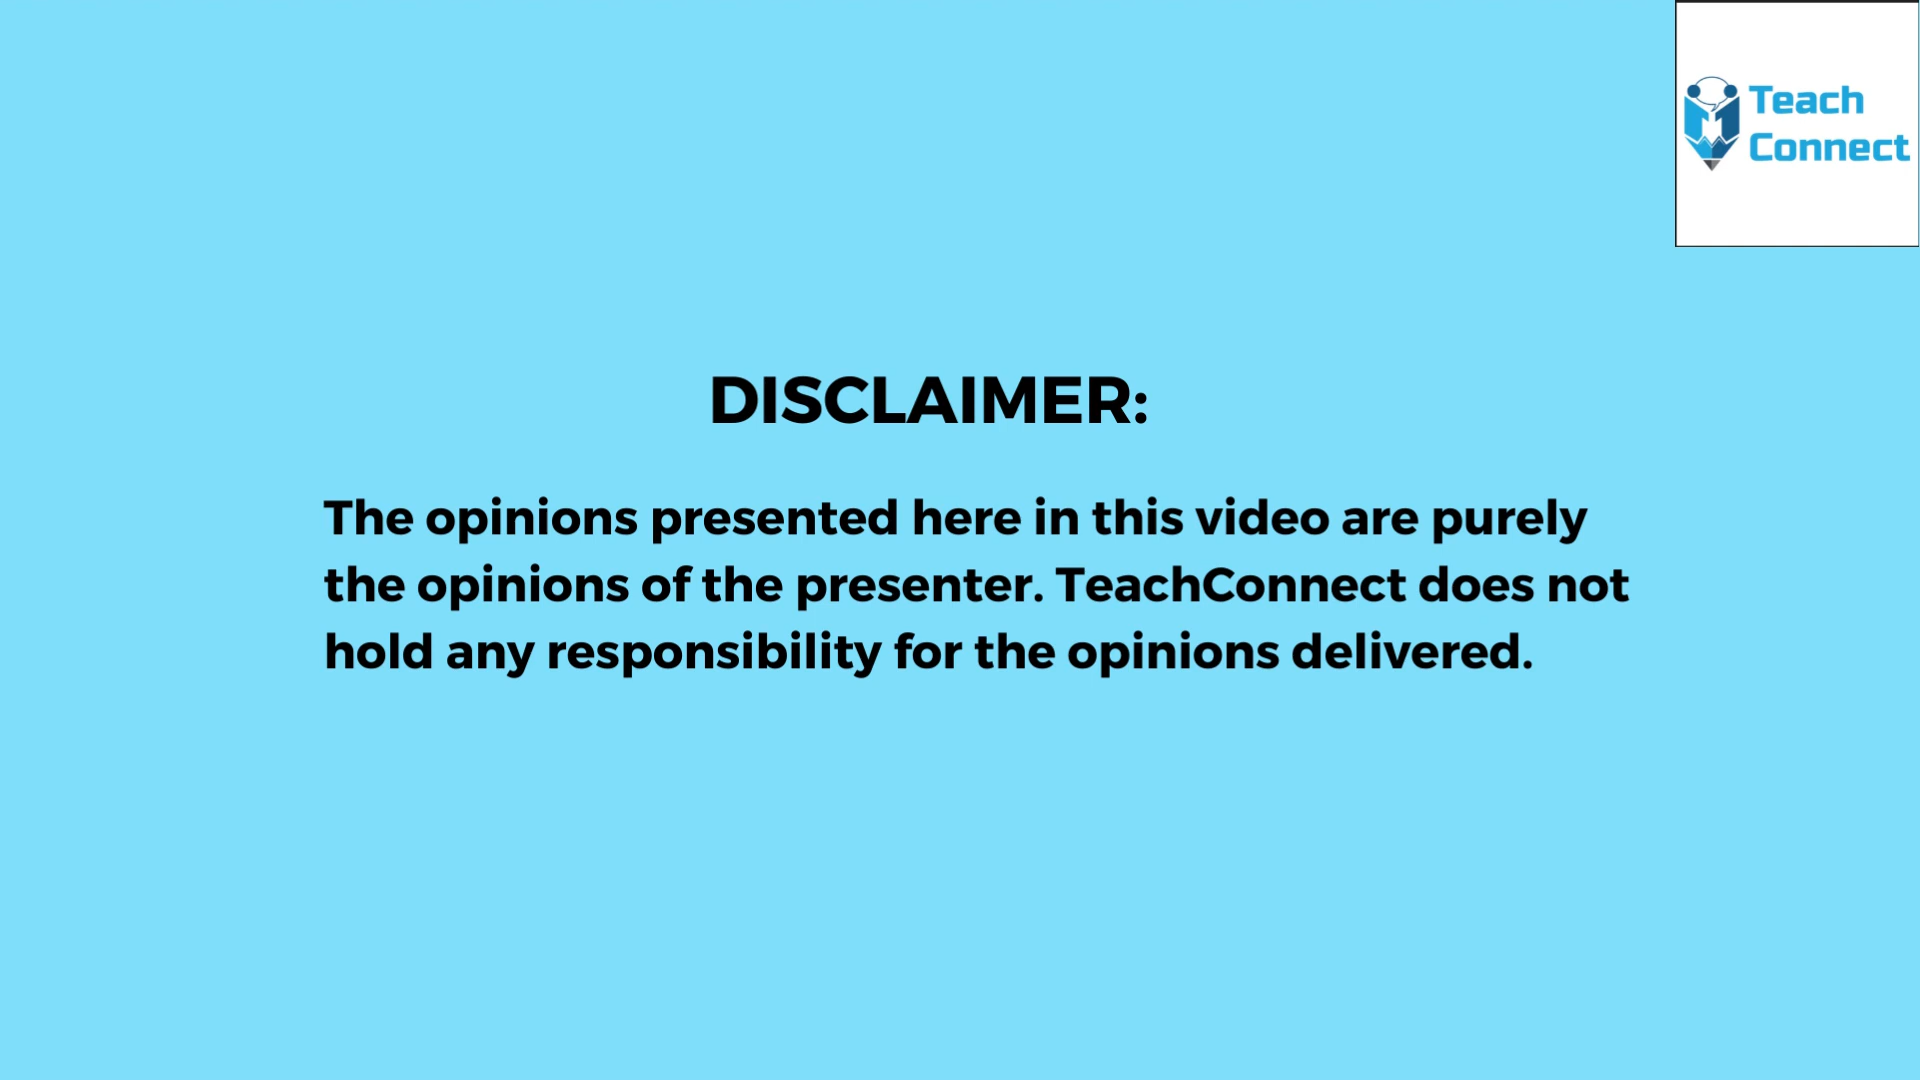 Teach
Connect
DISCLAIMER:
The opinions presented here in this video are purely
the opinions of the presenter. TeachConnect does not
hold any responsibility for the opinions delivered.